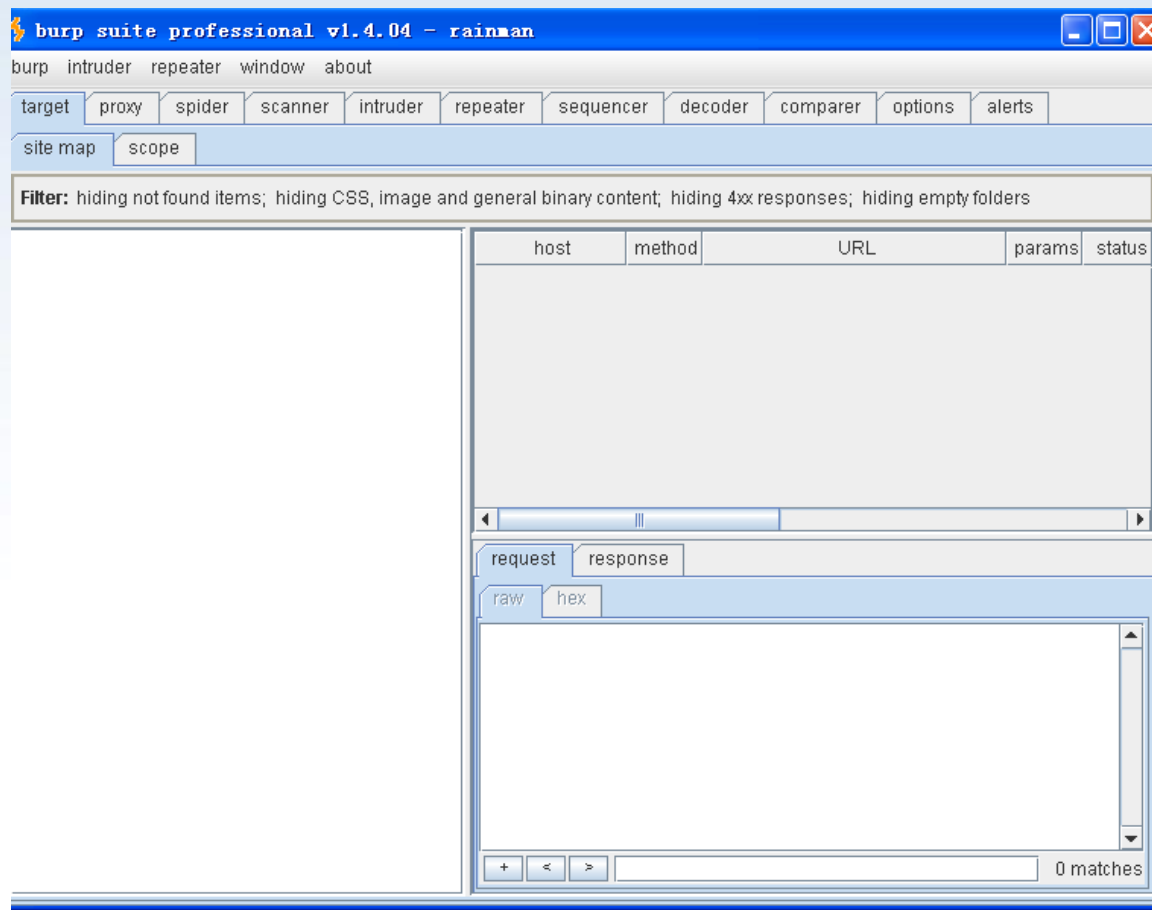 burp suite professional v1.4.04 - rainman
burp intruder repeater window about
target proxy spider scanner intruder repeater sequencer decoder comparer options alerts
site map scope
Filter: hiding not found items; hiding CSS, image and general binary content; hiding 4xx responses; hiding empty folders
host method URL params status
request response
raw hex
+ < > 0 matches